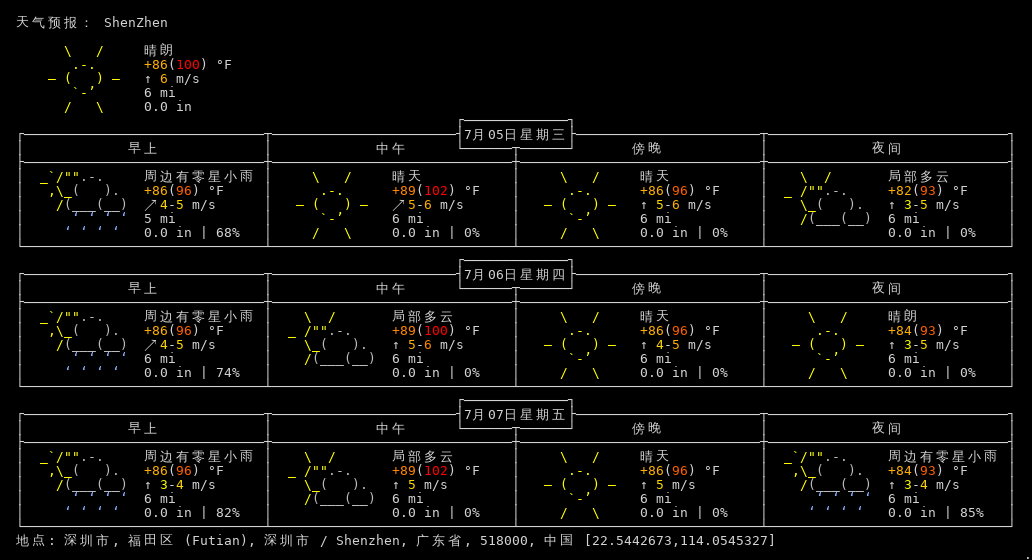 天气预报： ShenZhen
晴朗
+86(100) °F
↑ 6 m/s
6 mi
0.0 in
7月05日星期三
早上 中午 傍晚 夜间
周边有零星小雨 晴天 晴天 局部多云
+86(96) °F +89(102) °F +86(96) °F +82(93) °F
↗ 4-5 m/s ↗ 5-6 m/s ↑ 5-6 m/s ↑ 3-5 m/s
5 mi 6 mi 6 mi 6 mi
0.0 in | 68% 0.0 in | 0% 0.0 in | 0% 0.0 in | 0%
7月06日星期四
早上 中午 傍晚 夜间
周边有零星小雨 局部多云 晴天 晴朗
+86(96) °F +89(100) °F +86(96) °F +84(93) °F
↗ 4-5 m/s ↑ 5-6 m/s ↑ 4-5 m/s ↑ 3-5 m/s
6 mi 6 mi 6 mi 6 mi
0.0 in | 74% 0.0 in | 0% 0.0 in | 0% 0.0 in | 0%
7月07日星期五
早上 中午 傍晚 夜间
周边有零星小雨 局部多云 晴天 周边有零星小雨
+86(96) °F +89(102) °F +86(96) °F +84(93) °F
↑ 3-4 m/s ↑ 5 m/s ↑ 5 m/s ↑ 3-4 m/s
6 mi 6 mi 6 mi 6 mi
0.0 in | 82% 0.0 in | 0% 0.0 in | 0% 0.0 in | 85%
地点: 深圳市, 福田区 (Futian), 深圳市 / Shenzhen, 广东省, 518000, 中国 [22.5442673,114.0545327]